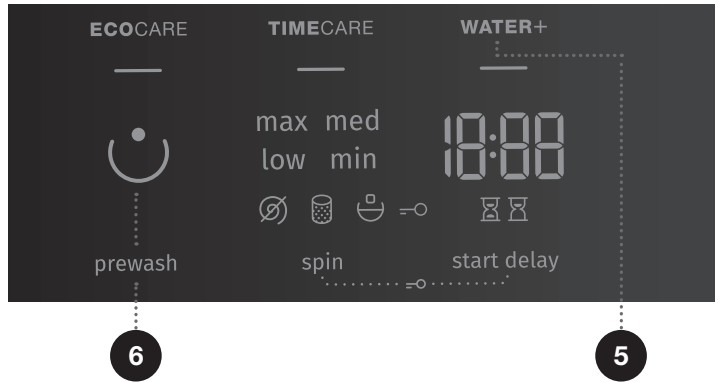 ECOCARE TIMECARE WATER+
max med
low min
18:88
prewash spin start delay
6 5